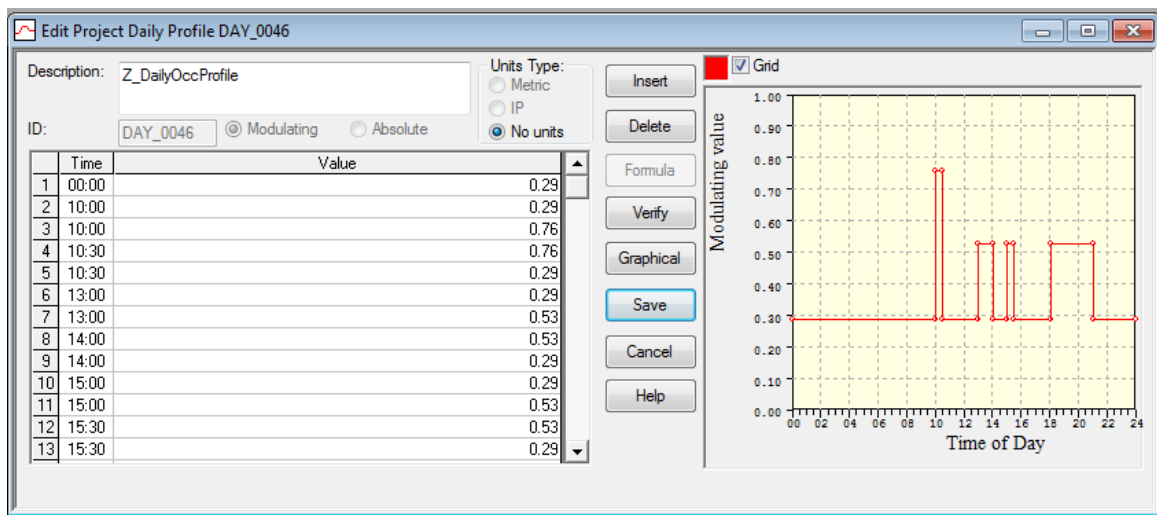 Edit Project Daily Profile DAY_0046
Description: Z_DailyOccProfile
Units Type:
Metric
IP
No units
ID: DAY_0046 Modulating Absolute
Time Value
1 00:00 0.29
2 10:00 0.29
3 10:00 0.76
4 10:30 0.76
5 10:30 0.29
6 13:00 0.29
7 13:00 0.53
8 14:00 0.53
9 14:00 0.29
10 15:00 0.29
11 15:00 0.53
12 15:30 0.53
13 15:30 0.29
Insert
Delete
Formula
Verify
Graphical
Save
Cancel
Help
Grid
Modulating value
1.00
0.90
0.80
0.70
0.60
0.50
0.40
0.30
0.20
0.10
0.00
00 02 04 06 08 10 12 14 16 18 20 22 24
Time of Day